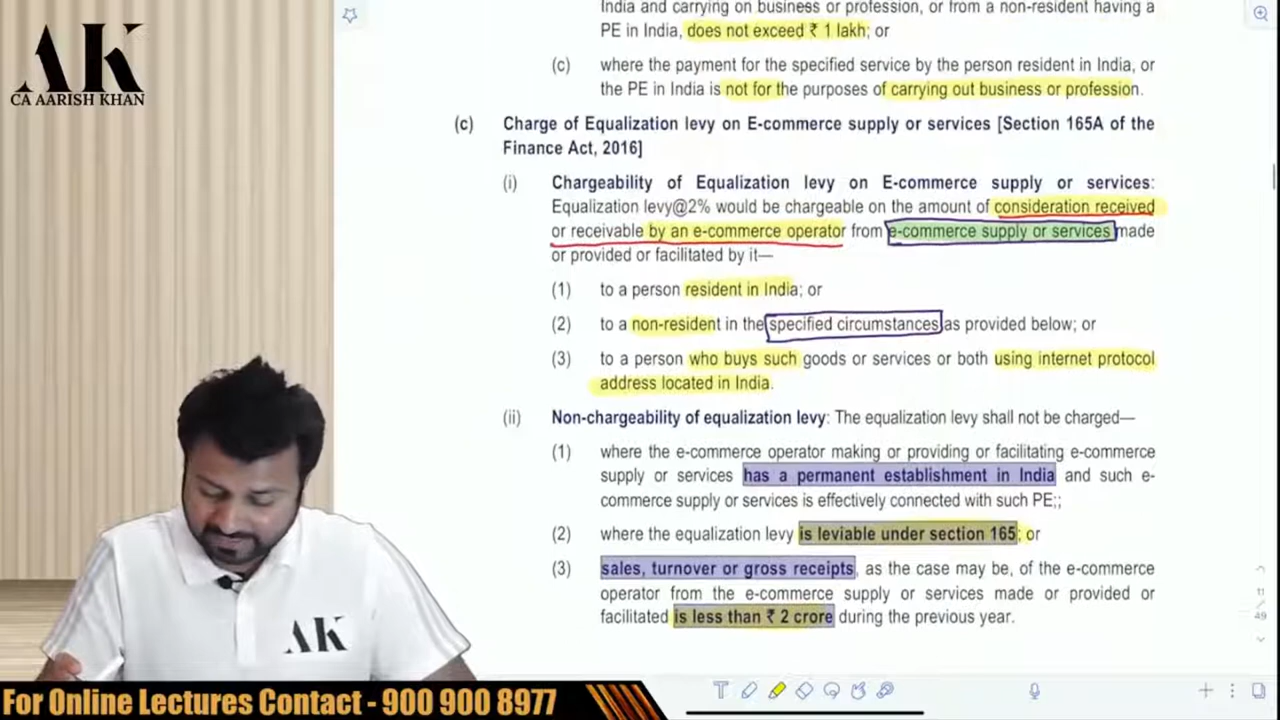 AK
CA AARISH KHAN
India and carrying on business or profession, or from a non-resident having a
PE in India, does not exceed ₹ 1 lakh; or
(c) where the payment for the specified service by the person resident in India, or
the PE in India is not for the purposes of carrying out business or profession.
(c) Charge of Equalization levy on E-commerce supply or services [Section 165A of the
Finance Act, 2016]
(i) Chargeability of Equalization levy on E-commerce supply or services:
Equalization levy@2% would be chargeable on the amount of consideration received
or receivable by an e-commerce operator from e-commerce supply or services made
or provided or facilitated by it—
(1) to a person resident in India; or
(2) to a non-resident in the specified circumstances as provided below; or
(3) to a person who buys such goods or services or both using internet protocol
address located in India.
(ii) Non-chargeability of equalization levy: The equalization levy shall not be charged—
(1) where the e-commerce operator making or providing or facilitating e-commerce
supply or services has a permanent establishment in India and such e-
commerce supply or services is effectively connected with such PE;;
(2) where the equalization levy is leviable under section 165; or
(3) sales, turnover or gross receipts, as the case may be, of the e-commerce
operator from the e-commerce supply or services made or provided or
facilitated is less than ₹ 2 crore during the previous year.
11
/
49
AK
For Online Lectures Contact - 900 900 8977